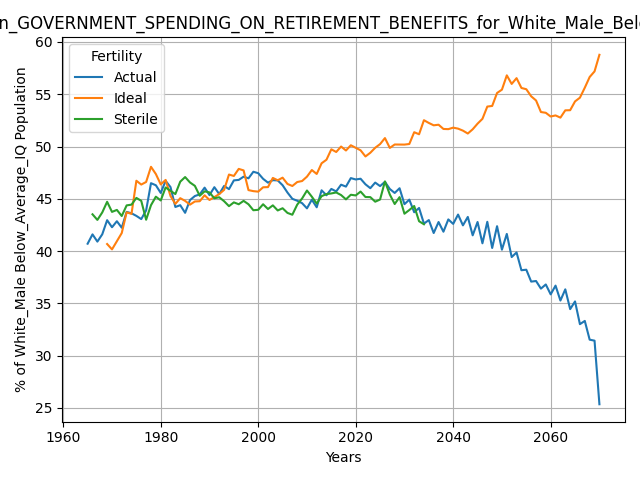 n_GOVERNMENT_SPENDING_ON_RETIREMENT_BENEFITS_for_White_Male_Bel
Fertility
Actual
Ideal
Sterile
% of White_Male Below_Average_IQ Population
60
55
50
45
40
35
30
25
1960
1980
2000
2020
2040
2060
Years